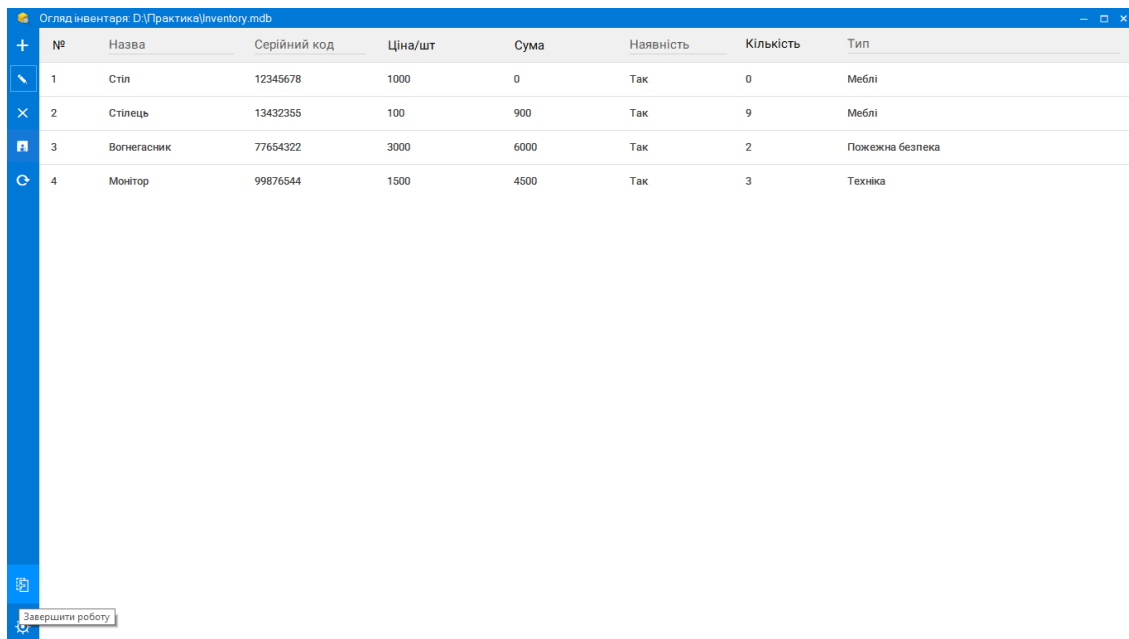 Огляд інвентаря: D:\Практика\Inventory.mdb
№ Назва Серійний код Ціна/шт Сума Наявність Кількість Тип
1 Стіл 12345678 1000 0 Так 0 Меблі
2 Стілець 13432355 100 900 Так 9 Меблі
3 Вогнегасник 77654322 3000 6000 Так 2 Пожежна безпека
4 Монітор 99876544 1500 4500 Так 3 Техніка
Завершити роботу